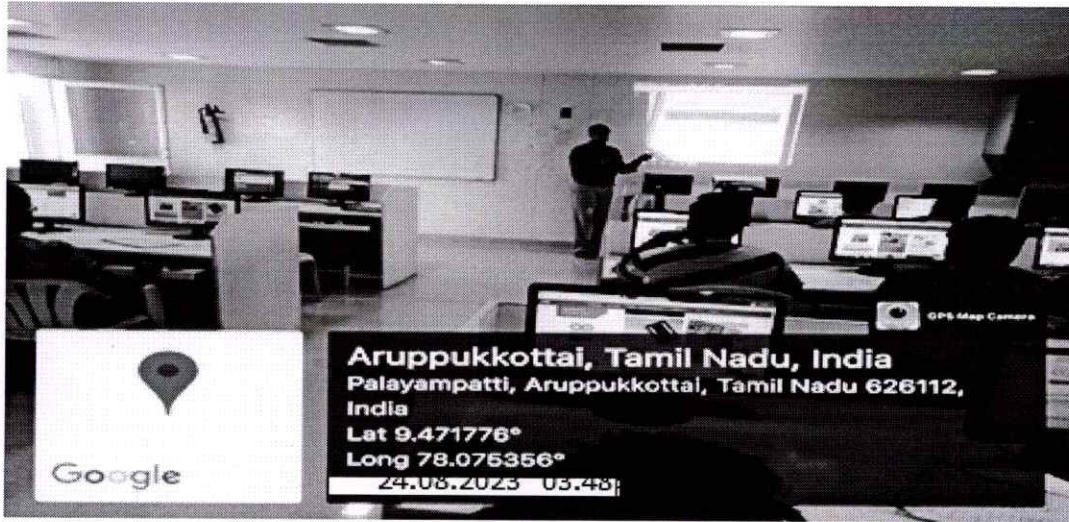 GPS Map Camera
Aruppukkottai, Tamil Nadu, India
Palayampatti, Aruppukkottai, Tamil Nadu 626112,
India
Lat 9.471776°
Long 78.075356°
24.08.2023 03.48
Google